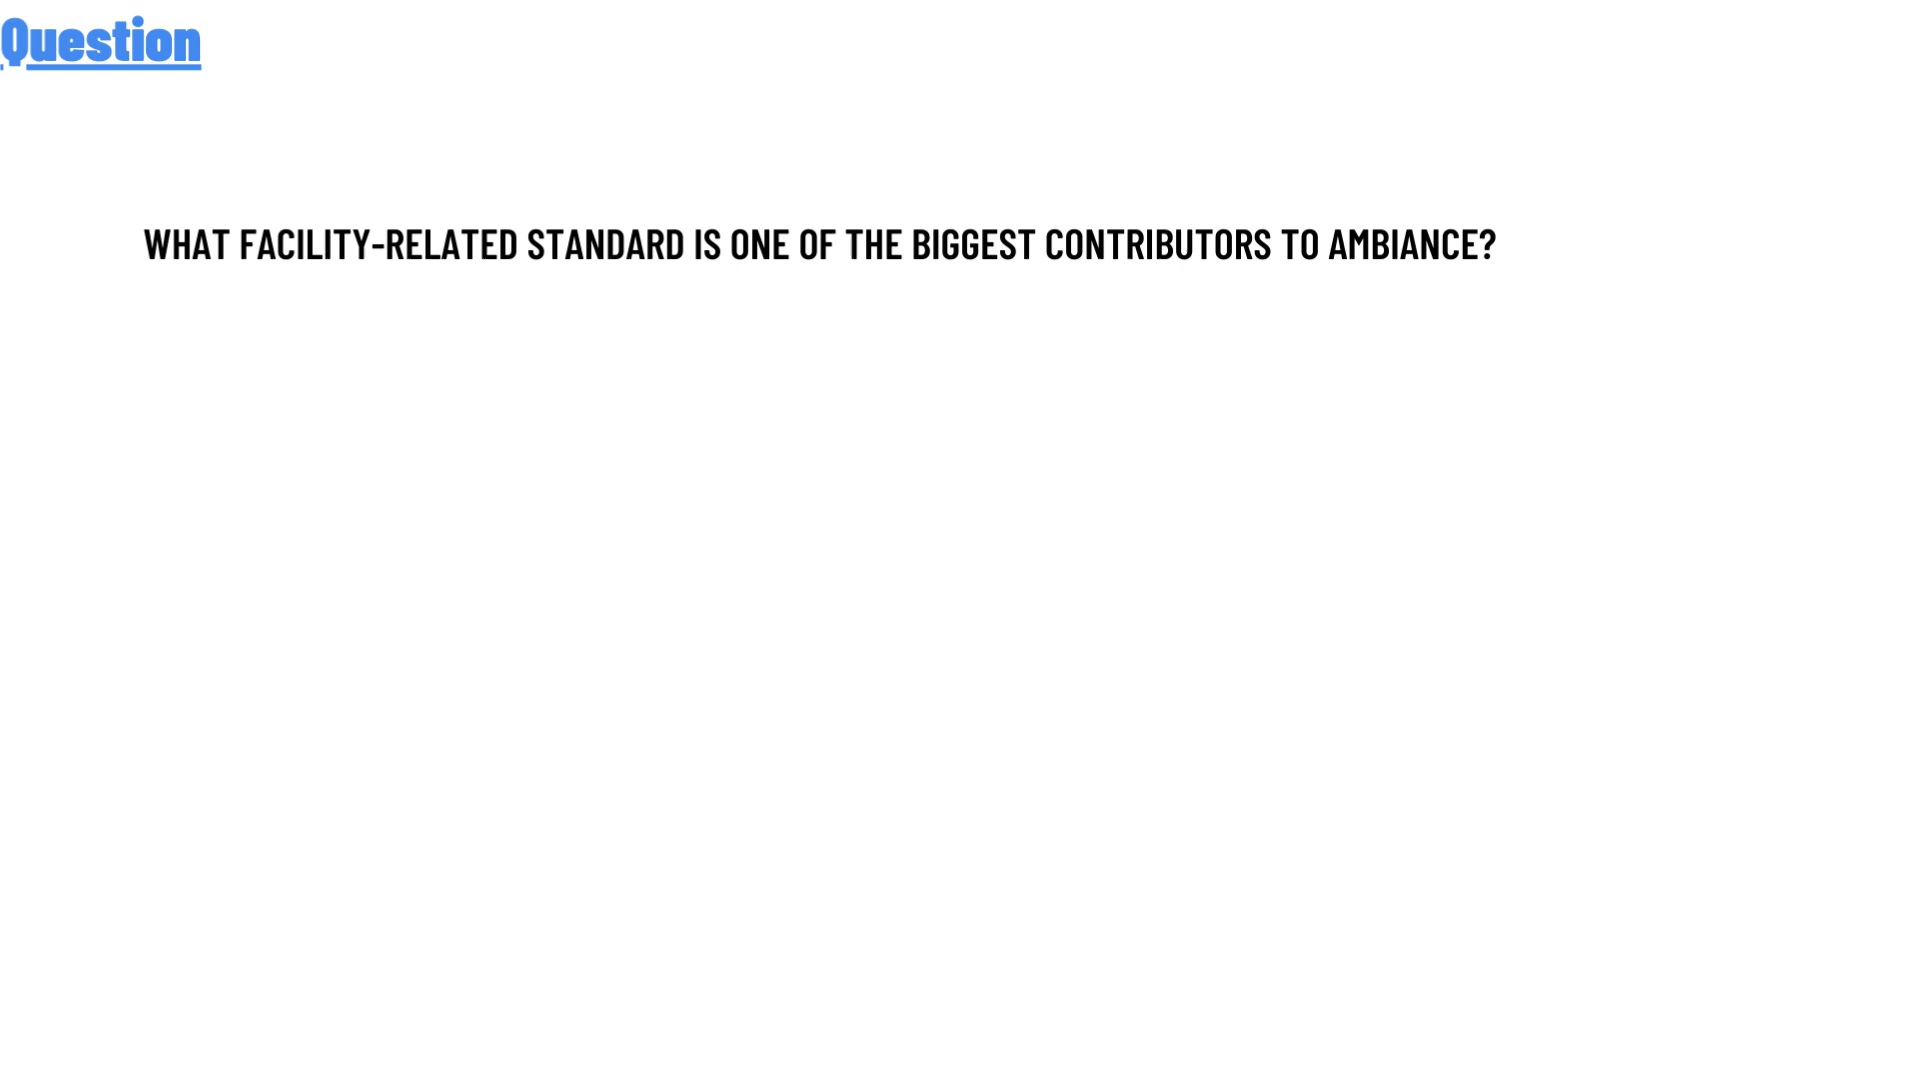 Question
WHAT FACILITY-RELATED STANDARD IS ONE OF THE BIGGEST CONTRIBUTORS TO AMBIANCE?